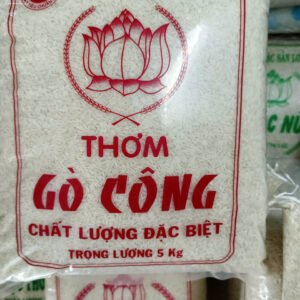 THƠM
GÒ CÔNG
CHẤT LƯỢNG ĐẶC BIỆT
TRỌNG LƯỢNG 5 Kg